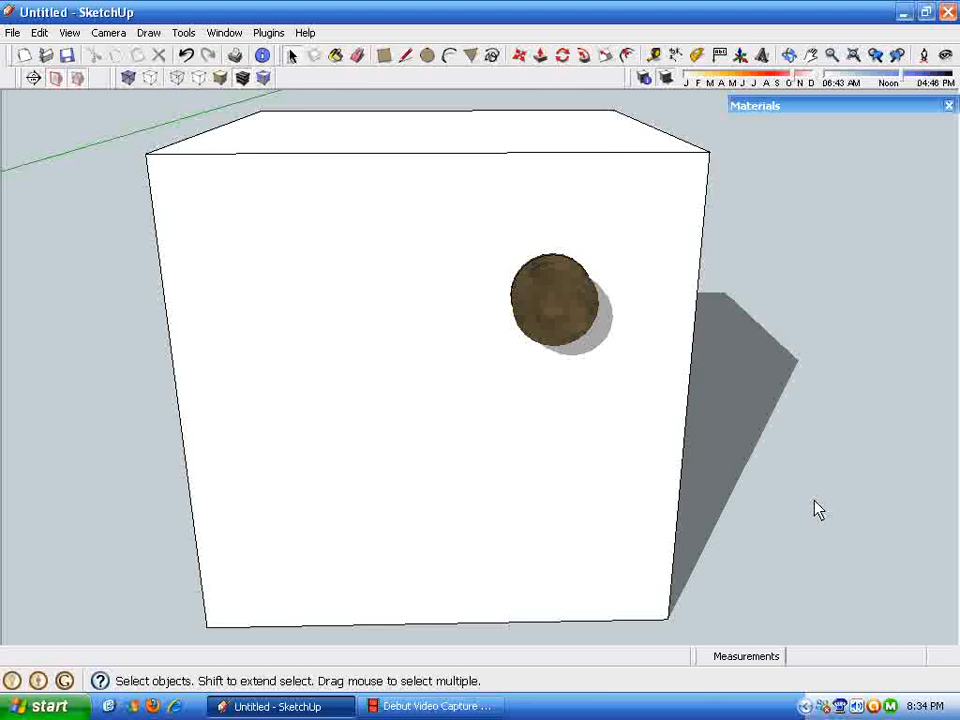 Untitled - SketchUp
File Edit View Camera Draw Tools Window Plugins Help
J F M A M J J A S O N D 06:43 AM Noon 04:46 PM
Materials
Measurements
Select objects. Shift to extend select. Drag mouse to select multiple.
start Untitled - SketchUp Debut Video Capture ... 8:34 PM